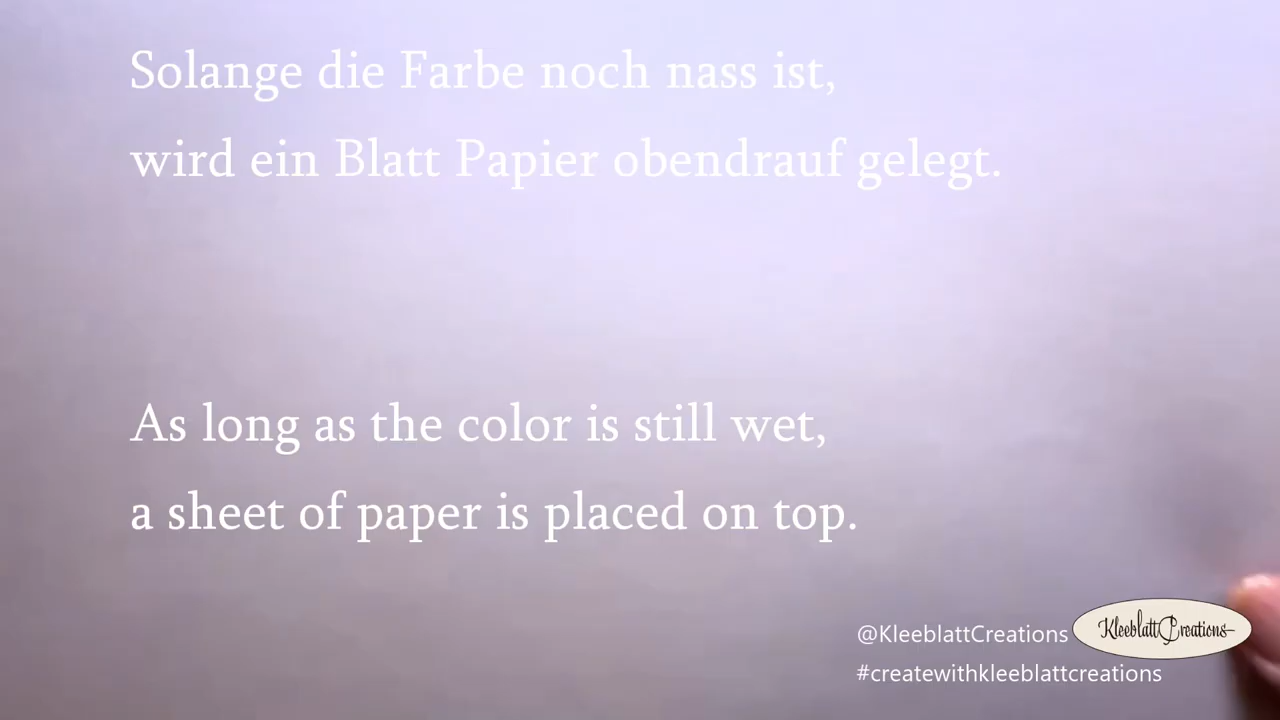 Solange die Farbe noch nass ist,
wird ein Blatt Papier obendrauf gelegt.
As long as the color is still wet,
a sheet of paper is placed on top.
@KleeblattCreations
KleeblattCreations
#createwithkleeblattcreations